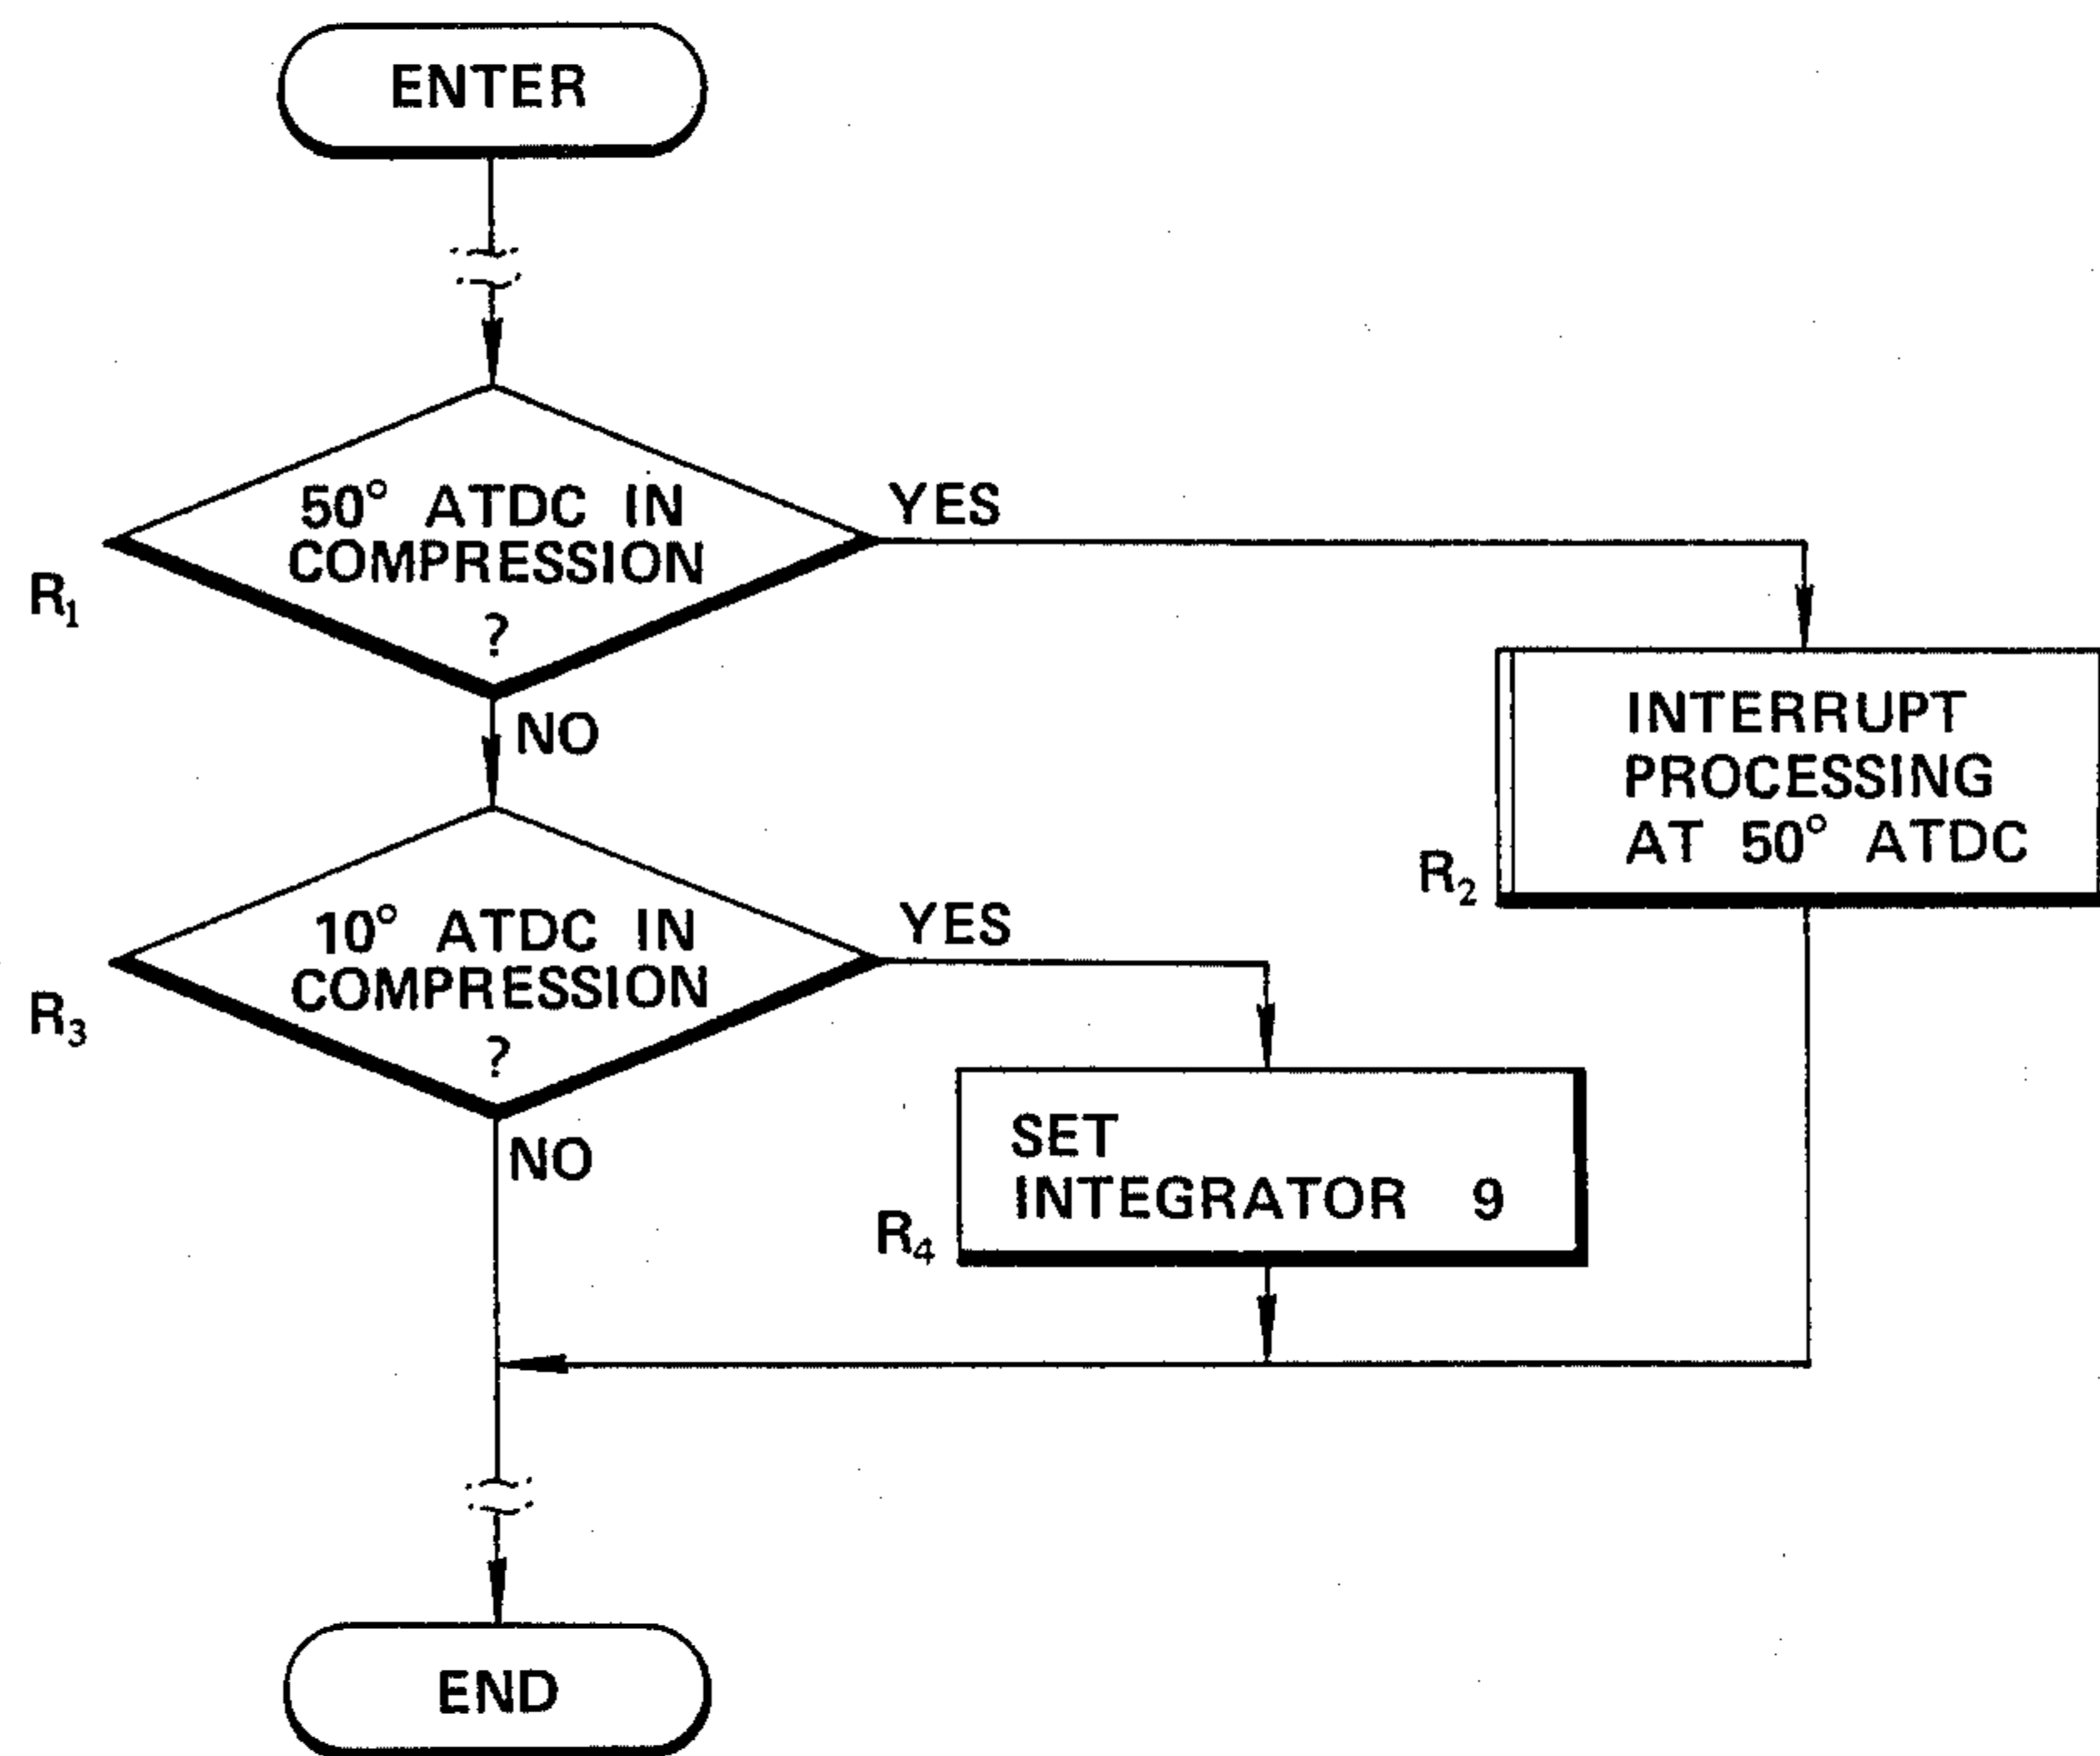 ENTER
50° ATDC IN
COMPRESSION
?
YES
R₁
NO
INTERRUPT
PROCESSING
AT 50° ATDC
R₂
10° ATDC IN
COMPRESSION
?
YES
R₃
NO
SET
INTEGRATOR 9
R₄
END